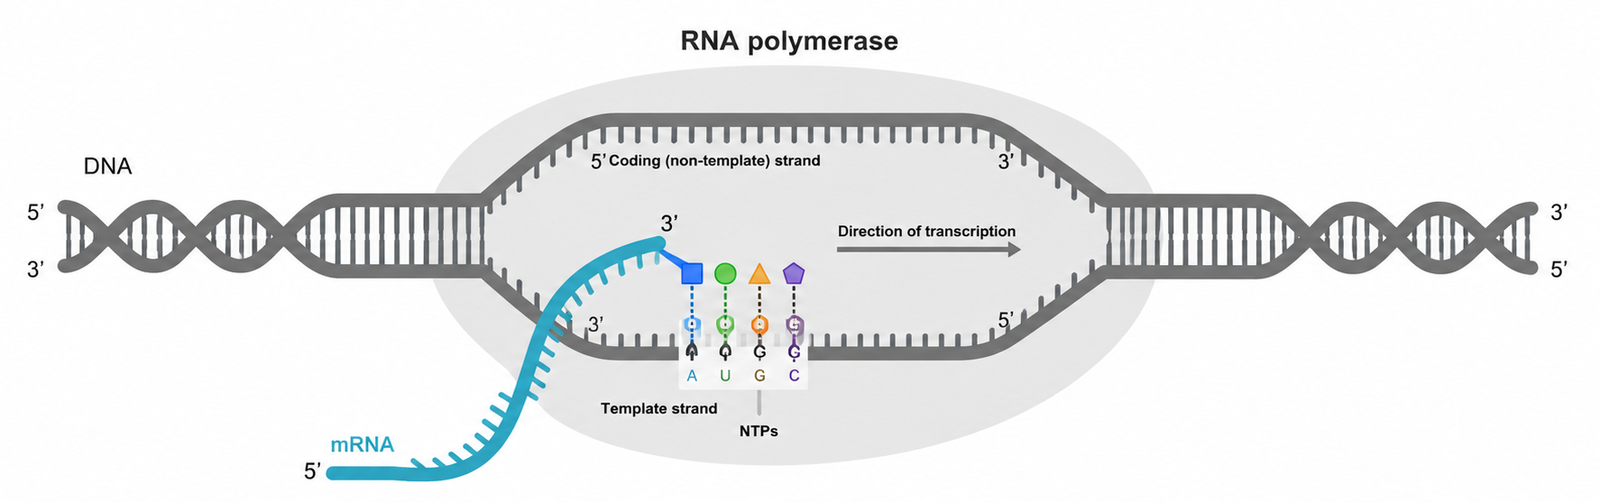 RNA polymerase
DNA
5’ Coding (non-template) strand 3’
5’ 3’
3’ 5’
3’
Direction of transcription
3’ 5’
G G
A U G C
Template strand
NTPs
mRNA
5’